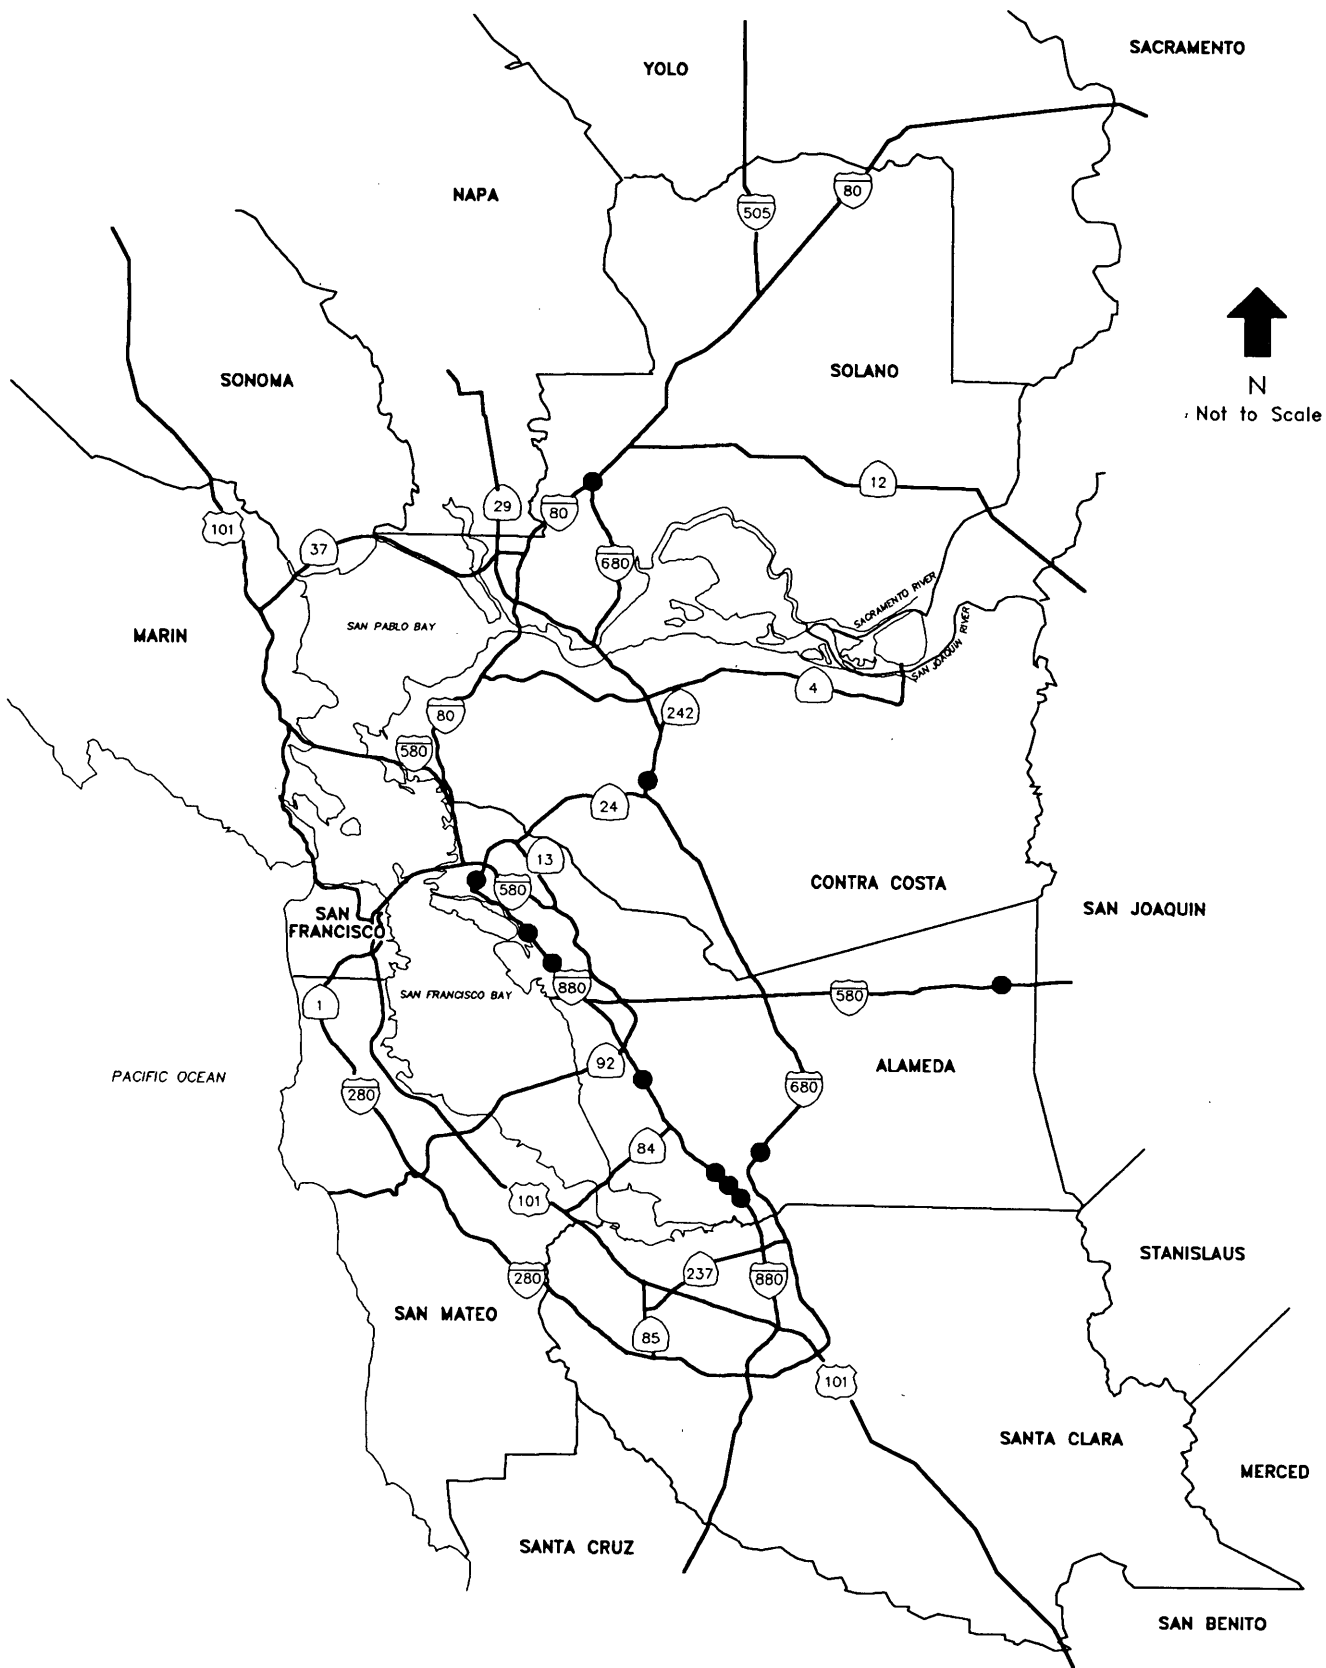 SACRAMENTO
YOLO
80
NAPA
505
SONOMA
SOLANO
N
Not to Scale
12
29
80
101
37
680
SACRAMENTO RIVER
SAN PABLO BAY
MARIN
SAN JOAQUIN RIVER
4
242
80
580
24
13
580
CONTRA COSTA
SAN JOAQUIN
SAN
FRANCISCO
880
SAN FRANCISCO BAY
580
1
92
ALAMEDA
PACIFIC OCEAN
280
680
84
101
STANISLAUS
237
280
880
SAN MATEO
85
101
SANTA CLARA
MERCED
SANTA CRUZ
SAN BENITO